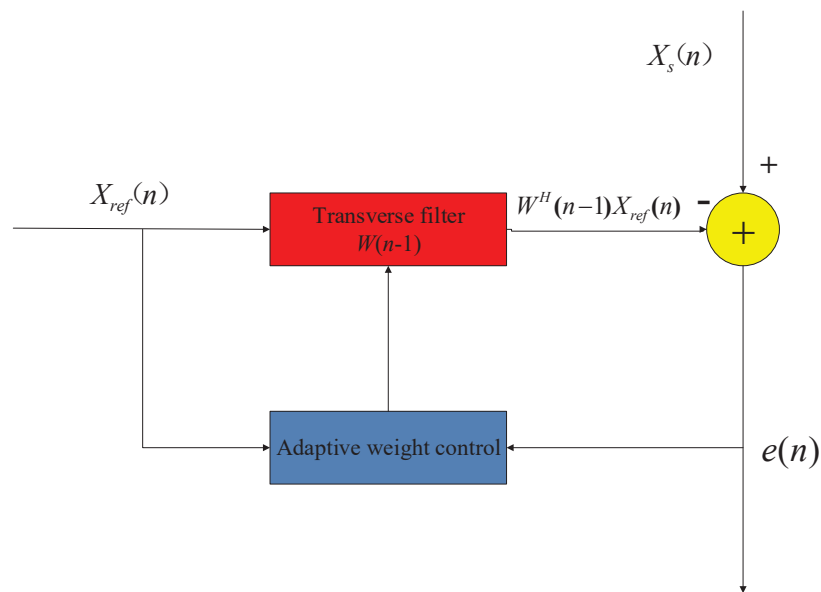 X_s(n)
+
X_ref(n)
Transverse filter
W(n-1)
W^H(n−1)X_ref(n)
-
+
Adaptive weight control
e(n)